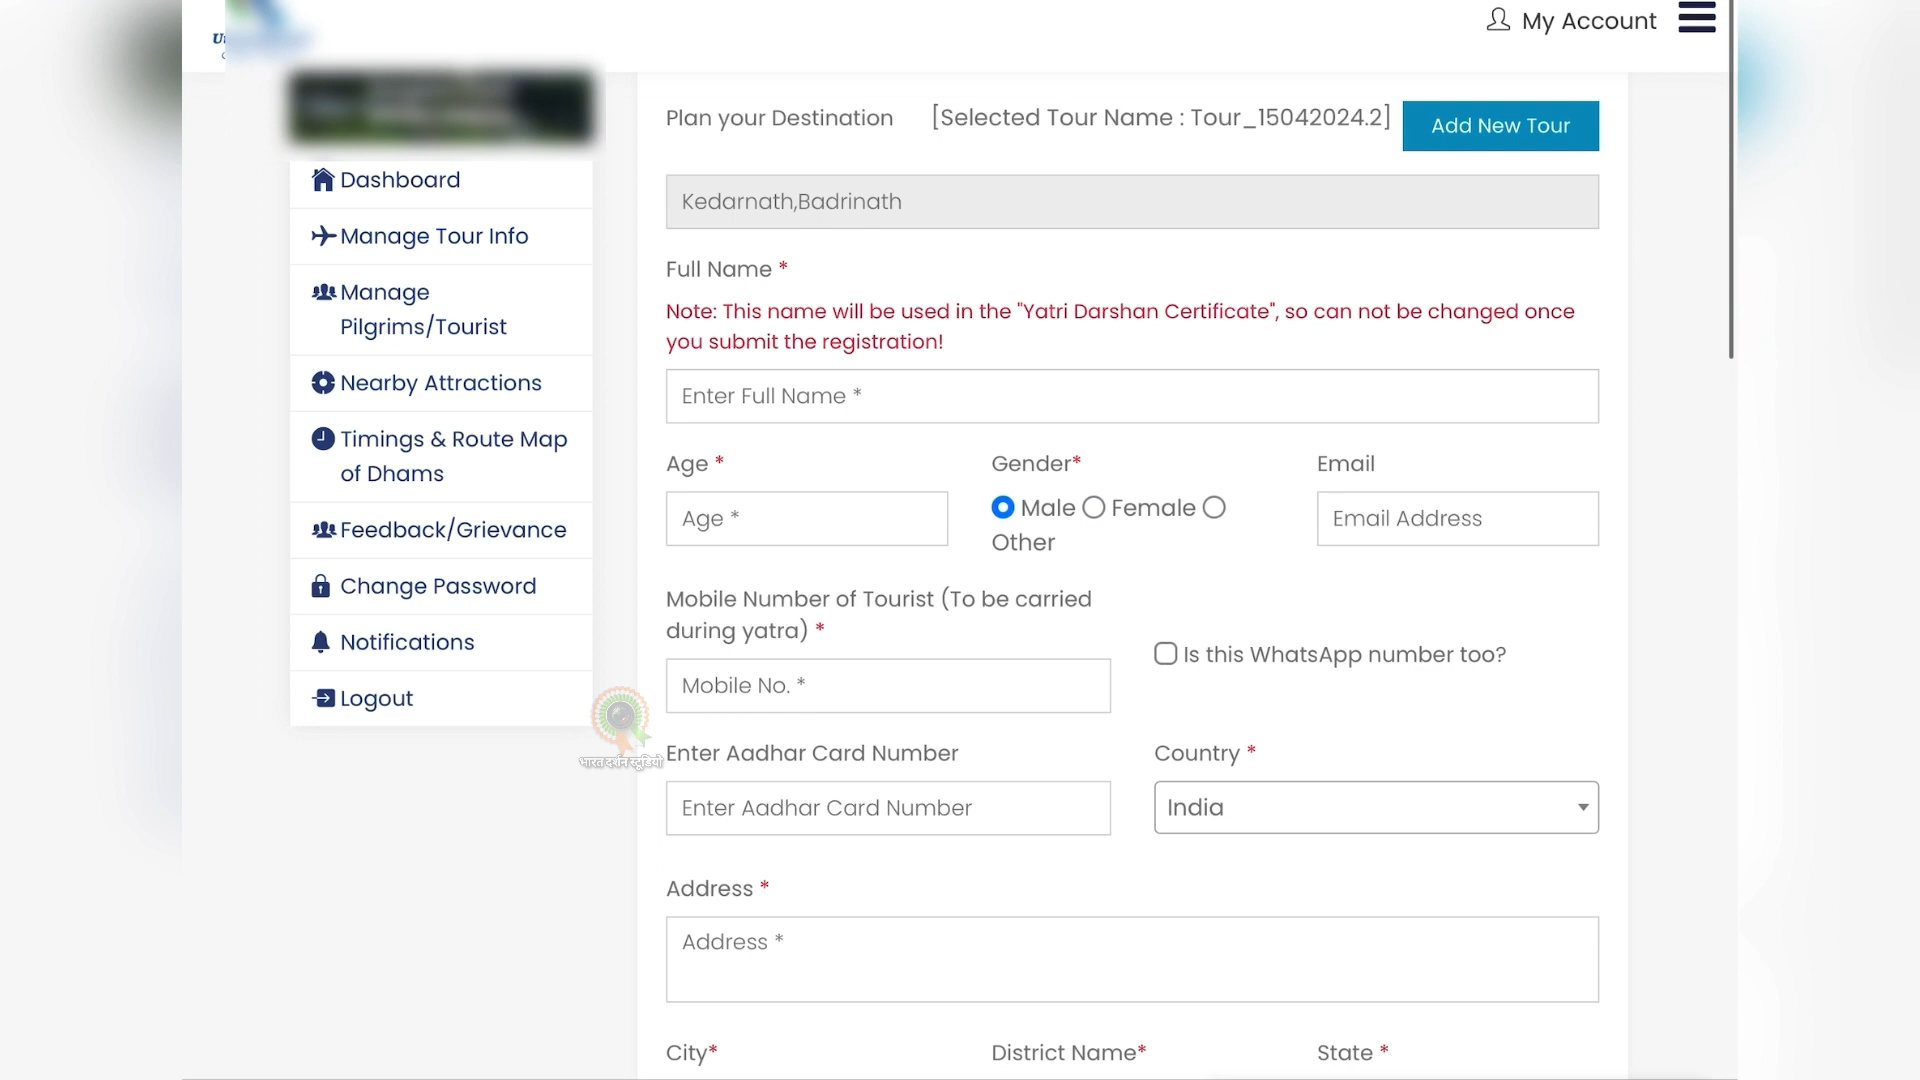 My Account
Plan your Destination [Selected Tour Name : Tour_15042024.2] Add New Tour
Kedarnath,Badrinath
Dashboard
Manage Tour Info
Manage
Pilgrims/Tourist
Nearby Attractions
Timings & Route Map
of Dhams
Feedback/Grievance
Change Password
Notifications
Logout
Full Name *
Note: This name will be used in the "Yatri Darshan Certificate", so can not be changed once
you submit the registration!
Enter Full Name *
Age * Gender* Email
Age * Male Female Email Address
Other
Mobile Number of Tourist (To be carried
during yatra) *
Is this WhatsApp number too?
Mobile No. *
भारत दर्शन स्टूडियो
Enter Aadhar Card Number Country *
Enter Aadhar Card Number India
Address *
Address *
City* District Name* State *